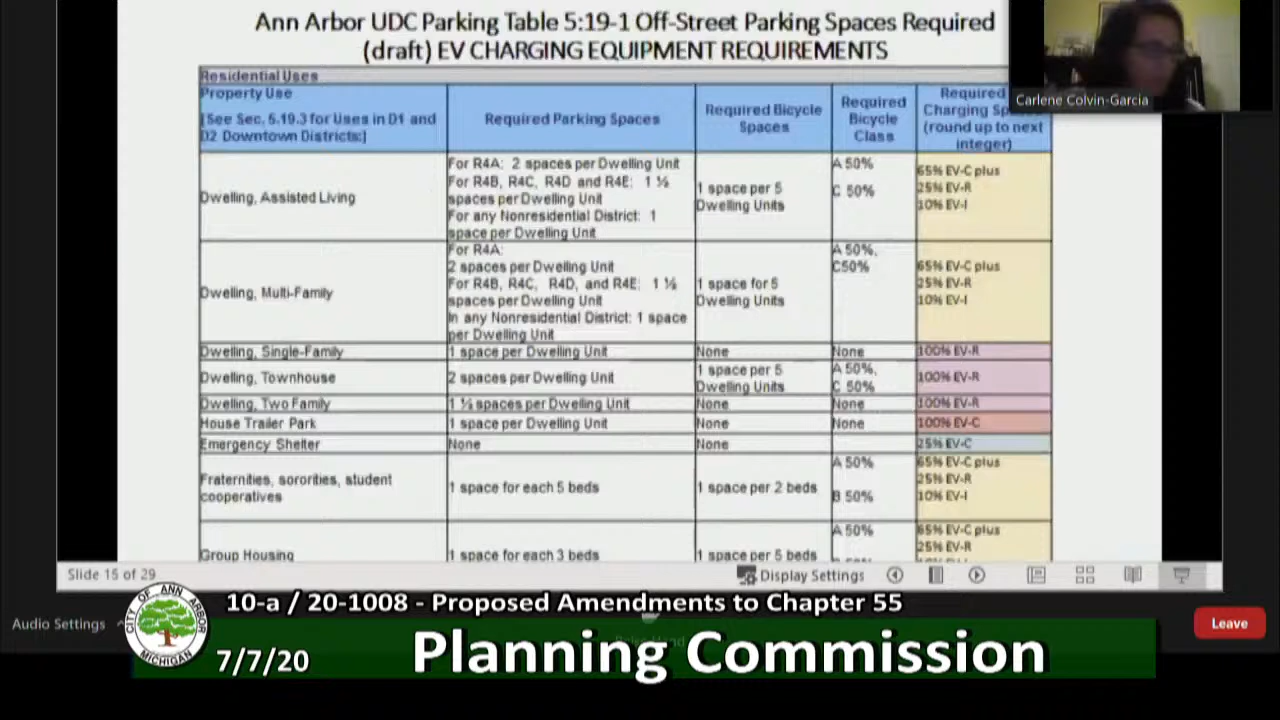 Ann Arbor UDC Parking Table 5:19-1 Off-Street Parking Spaces Required
(draft) EV CHARGING EQUIPMENT REQUIREMENTS
Carlene Colvin-Garcia
Residential Uses
Property Use
[See Sec. 5.19.3 for Uses in D1 and
D2 Downtown Districts:]
Required Parking Spaces
Required Bicycle
Spaces
Required
Bicycle
Class
Required
Charging
(round up to next
integer)
Dwelling, Assisted Living
For R4A: 2 spaces per Dwelling Unit
For R4B, R4C, R4D and R4E: 1 ½
spaces per Dwelling Unit
For any Nonresidential District: 1
space per Dwelling Unit
1 space per 5
Dwelling Units
A 50%
C 50%
65% EV-C plus
25% EV-R
10% EV-I
Dwelling, Multi-Family
For R4A:
2 spaces per Dwelling Unit
For R4B, R4C, R4D, and R4E: 1 ½
spaces per Dwelling Unit
In any Nonresidential District: 1 space
per Dwelling Unit
1 space for 5
Dwelling Units
A 50%,
C50%
65% EV-C plus
25% EV-R
10% EV-I
Dwelling, Single-Family
1 space per Dwelling Unit
None
None
100% EV-R
Dwelling, Townhouse
2 spaces per Dwelling Unit
1 space per 5
Dwelling Units
A 50%,
C 50%
100% EV-R
Dwelling, Two Family
1 ½ spaces per Dwelling Unit
None
None
100% EV-R
House Trailer Park
1 space per Dwelling Unit
None
None
100% EV-C
Emergency Shelter
None
None
25% EV-C
Fraternities, sororities, student
cooperatives
1 space for each 5 beds
1 space per 2 beds
A 50%
B 50%
65% EV-C plus
25% EV-R
10% EV-I
Group Housing
1 space for each 3 beds
1 space per 5 beds
A 50%
65% EV-C plus
25% EV-R
Slide 15 of 29
Display Settings
Audio Settings
CITY OF ANN ARBOR
MICHIGAN
10-a / 20-1008 - Proposed Amendments to Chapter 55
7/7/20
Planning Commission
Leave